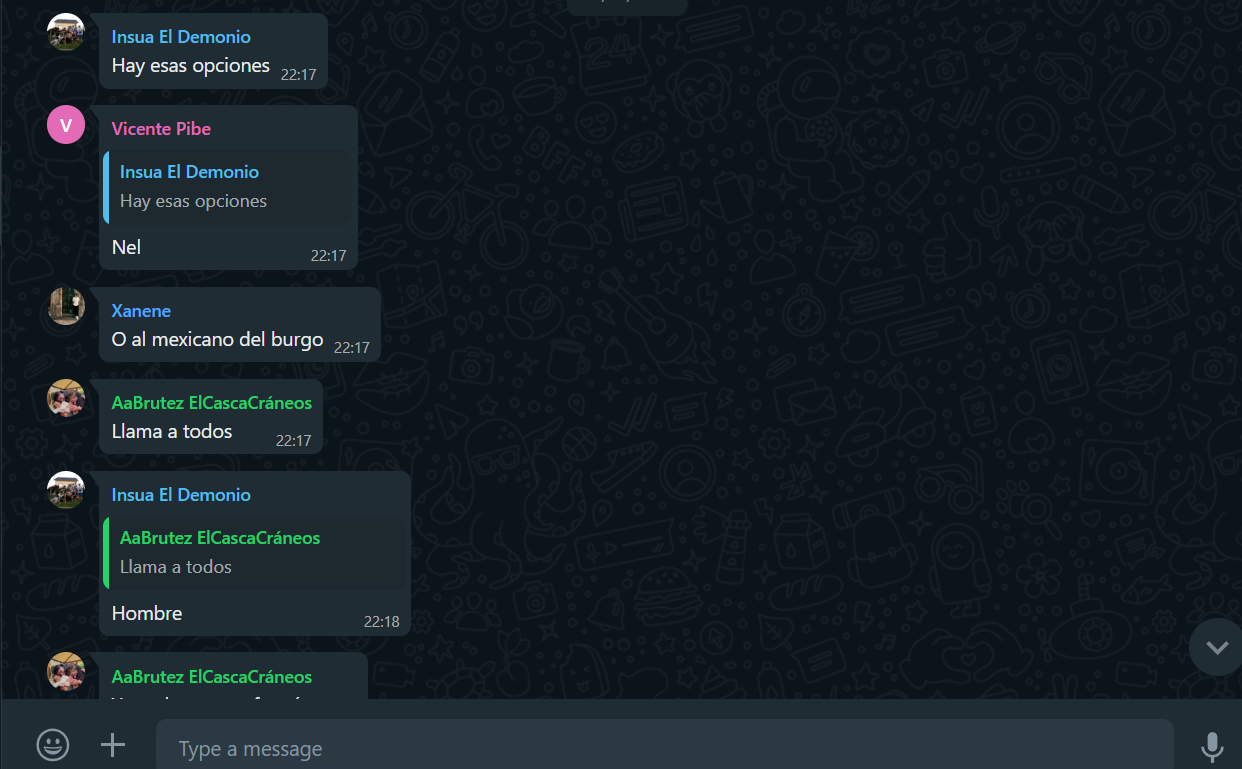 Insua El Demonio
Hay esas opciones 22:17
V
Vicente Pibe
Insua El Demonio
Hay esas opciones
Nel
22:17
Xanene
O al mexicano del burgo 22:17
AaBrutez ElCascaCráneos
Llama a todos 22:17
Insua El Demonio
AaBrutez ElCascaCráneos
Llama a todos
Hombre
22:18
AaBrutez ElCascaCráneos
Type a message